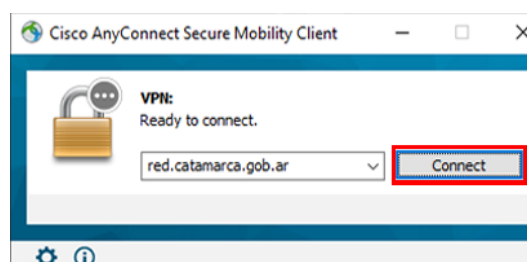 Cisco AnyConnect Secure Mobility Client
VPN:
Ready to connect.
red.catamarca.gob.ar
Connect